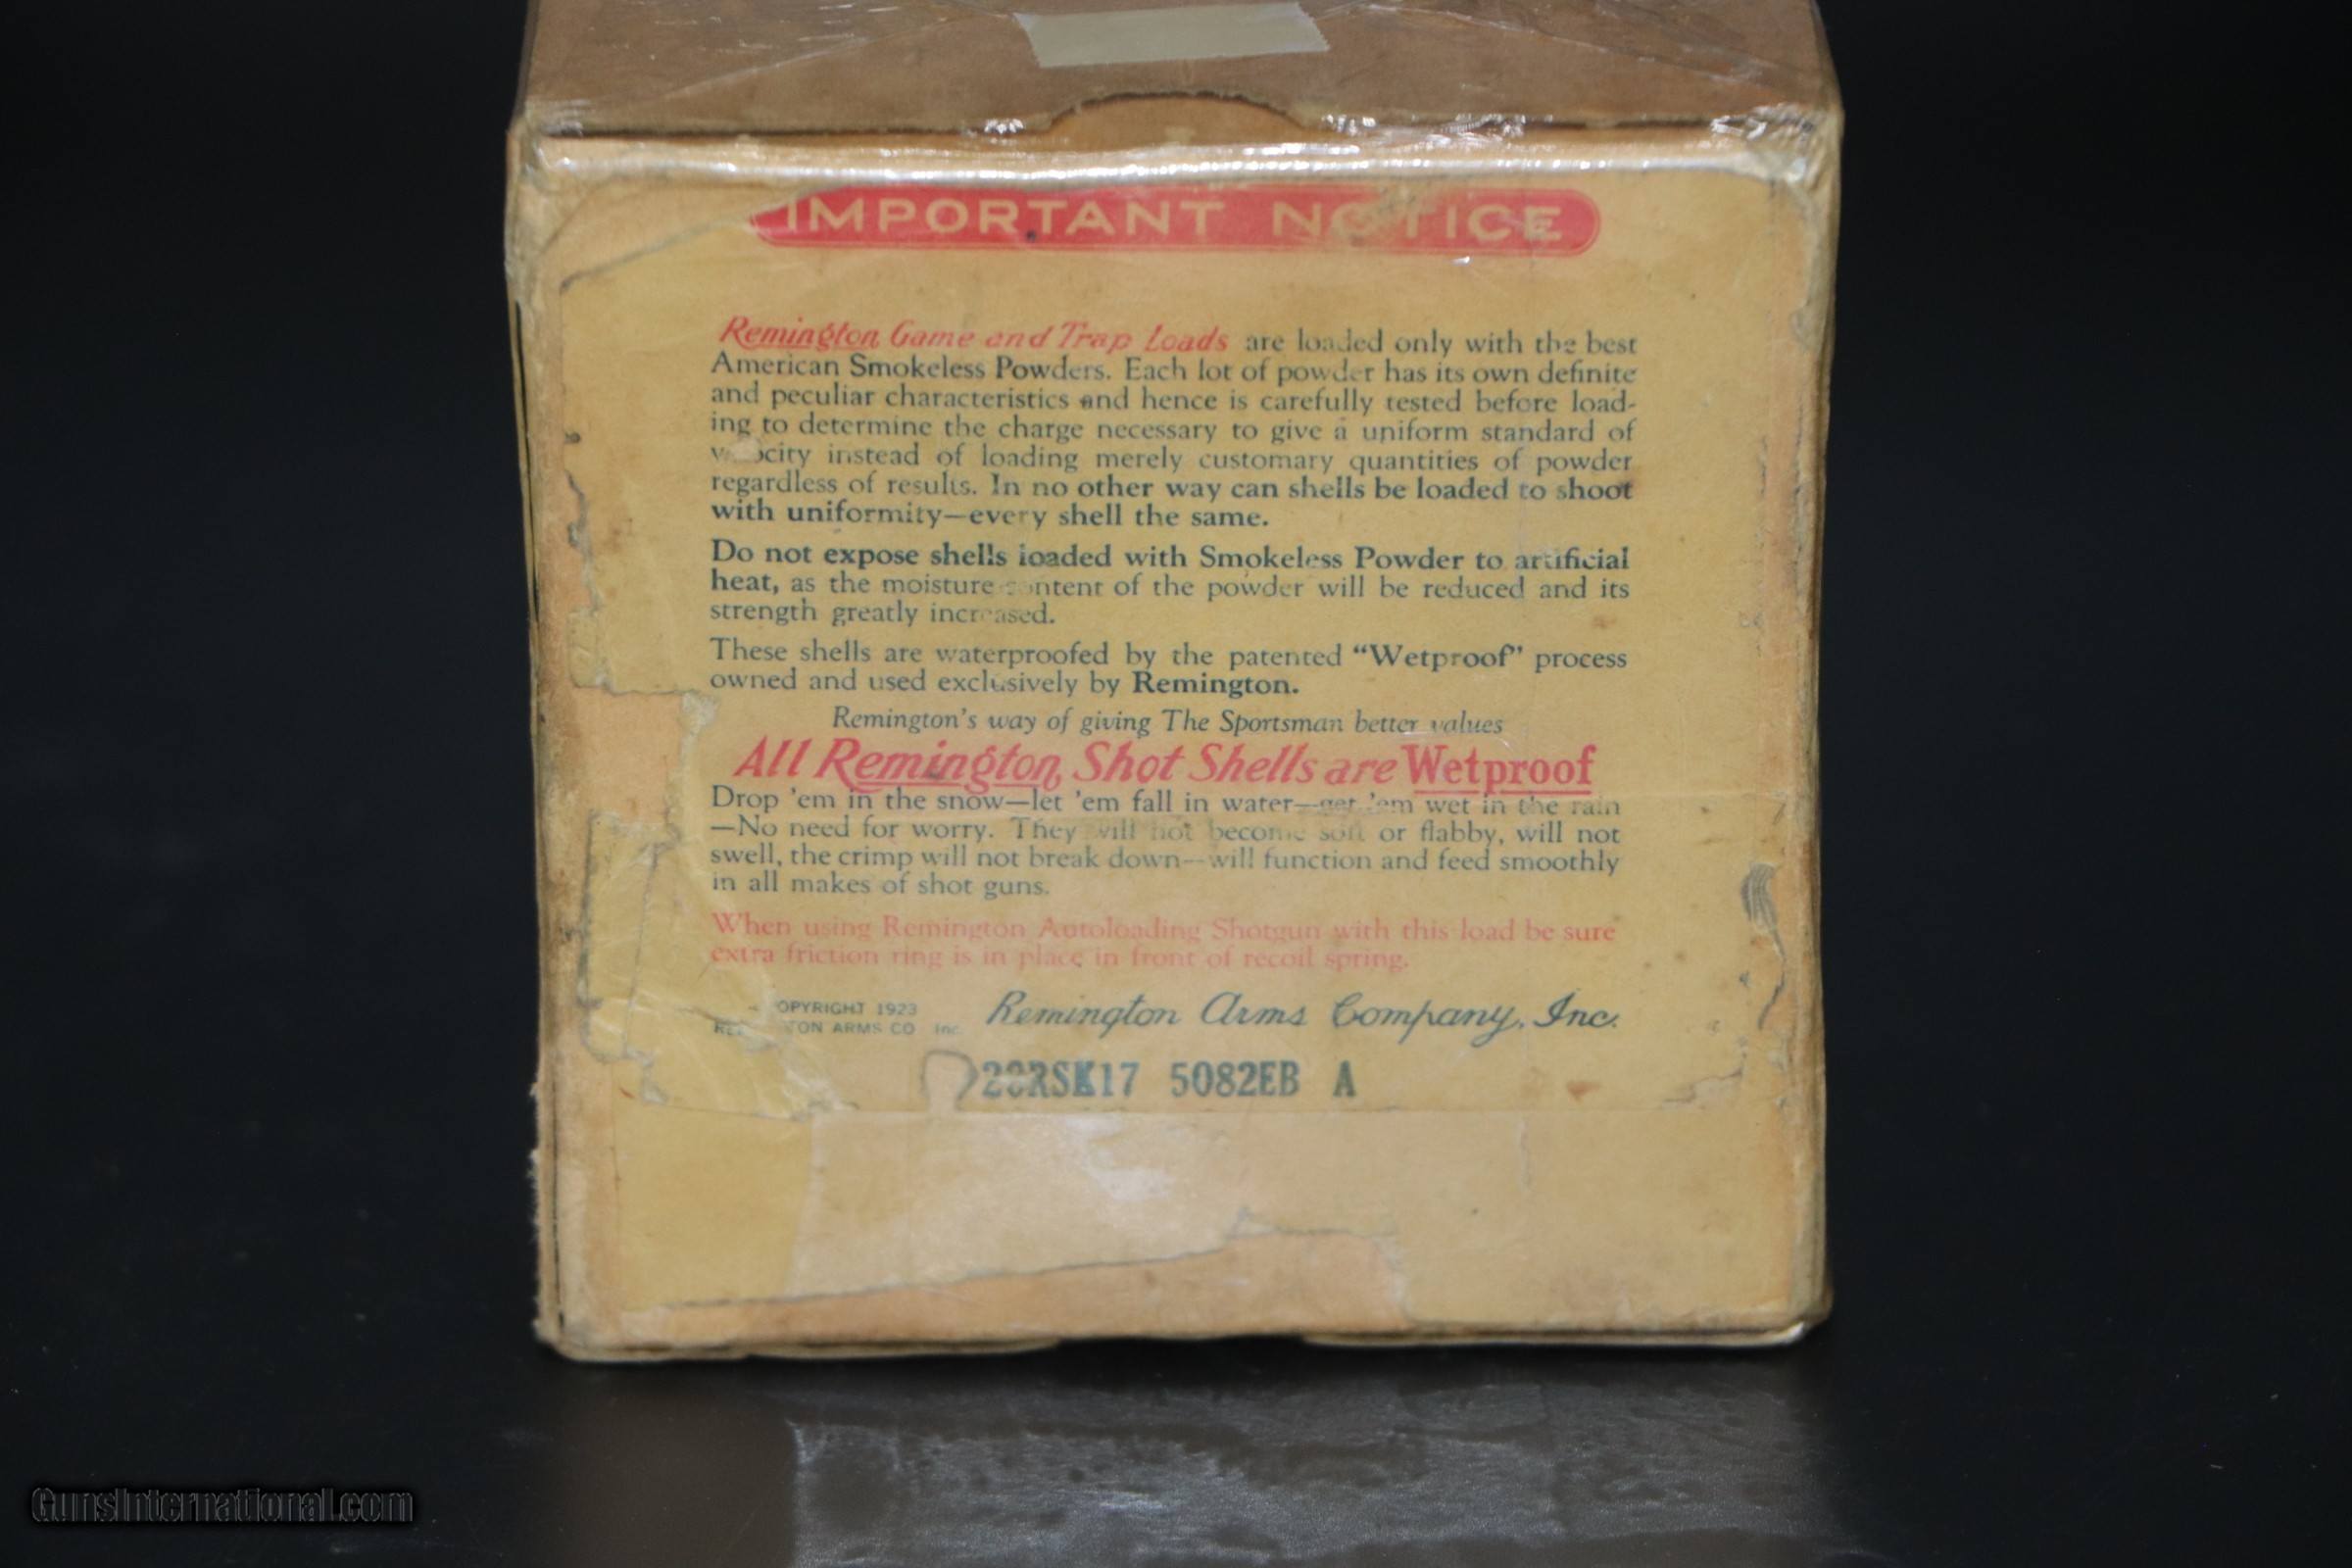 IMPORTANT NOTICE
Remington Game and Trap Loads are loaded only with the best
American Smokeless Powders. Each lot of powder has its own definite
and peculiar characteristics and hence is carefully tested before load-
ing to determine the charge necessary to give a uniform standard of
velocity instead of loading merely customary quantities of powder
regardless of results. In no other way can shells be loaded to shoot
with uniformity—every shell the same.
Do not expose shells loaded with Smokeless Powder to artificial
heat, as the moisture content of the powder will be reduced and its
strength greatly increased.
These shells are waterproofed by the patented “Wetproof” process
owned and used exclusively by Remington.
Remington's way of giving The Sportsman better values
All Remington Shot Shells are Wetproof
Drop 'em in the snow—let 'em fall in water—get 'em wet in the rain
—No need for worry. They will not become soft or flabby, will not
swell, the crimp will not break down—will function and feed smoothly
in all makes of shot guns.
When using Remington Autoloading Shotgun with this load be sure
extra friction ring is in place in front of recoil spring.
COPYRIGHT 1923
REMINGTON ARMS CO Inc.
Remington Arms Company, Inc.
5082EB A
GunsInternational.com